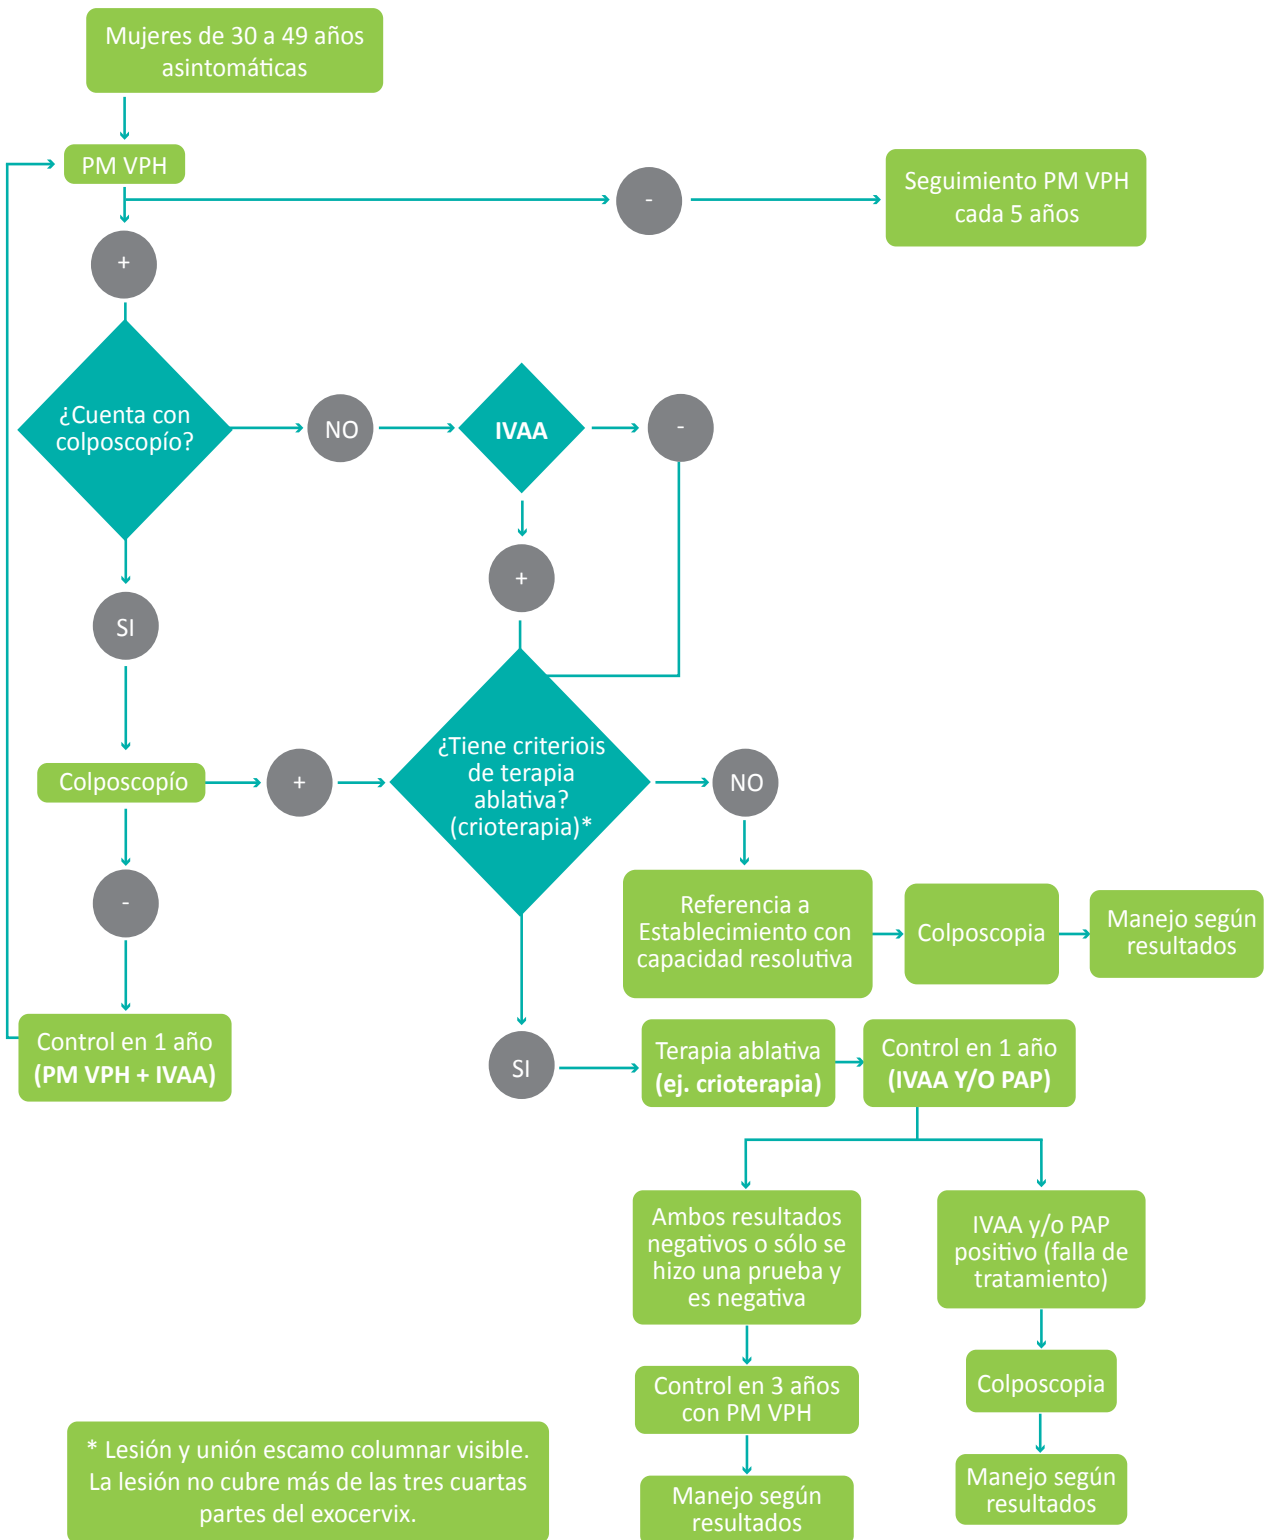 Mujeres de 30 a 49 años
asintomáticas
PM VPH
-
Seguimiento PM VPH
cada 5 años
+
¿Cuenta con
colposcopío?
NO
IVAA
-
+
SI
Colposcopío
+
¿Tiene criteriois
de terapia
ablativa?
(crioterapia)*
NO
-
Referencia a
Establecimiento con
capacidad resolutiva
Colposcopia
Manejo según
resultados
Control en 1 año
(PM VPH + IVAA)
SI
Terapia ablativa
(ej. crioterapia)
Control en 1 año
(IVAA Y/O PAP)
Ambos resultados
negativos o sólo se
hizo una prueba y
es negativa
IVAA y/o PAP
positivo (falla de
tratamiento)
Control en 3 años
con PM VPH
Colposcopia
Manejo según
resultados
Manejo según
resultados
* Lesión y unión escamo columnar visible.
La lesión no cubre más de las tres cuartas
partes del exocervix.